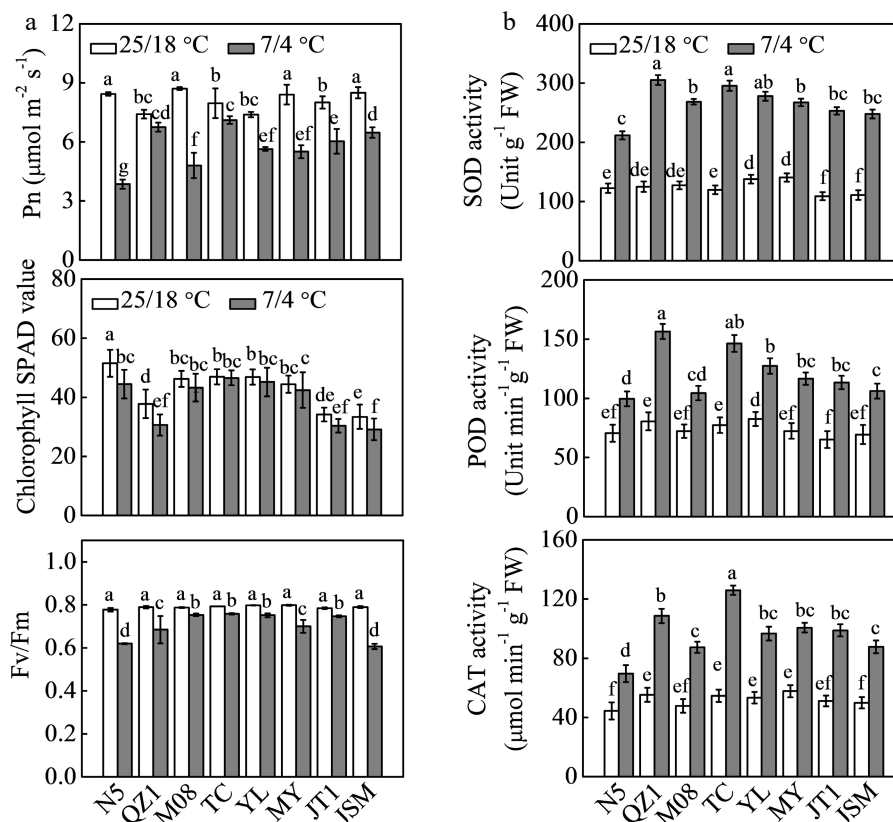 a
12
9
6
3
0
Pn (μmol m⁻² s⁻¹)
25/18 °C 7/4 °C
a g bc cd a f b c bc ef a ef b e a d
80
60
40
20
0
Chlorophyll SPAD value
25/18 °C 7/4 °C
a bc d ef bc bc bc bc bc bc bc c de ef def f
1.0
0.8
0.6
0.4
0.2
0.0
Fv/Fm
a d a c a b a b a b a c a b a d
N5 QZ1 M08 TC YL MY JT1 JSM
b
400
300
200
100
0
SOD activity
(Unit g⁻¹ FW)
25/18 °C 7/4 °C
e c de a de b e a d ab d b f bc f bc
200
150
100
50
0
POD activity
(Unit min⁻¹g⁻¹ FW)
ef d de a ef cd e ab d b ef bc f bc ef c
160
120
80
40
0
CAT activity
(μmol min⁻¹ g⁻¹ FW)
f d e b ef c e a e bc e bc ef bc f c
N5 QZ1 M08 TC YL MY JT1 JSM